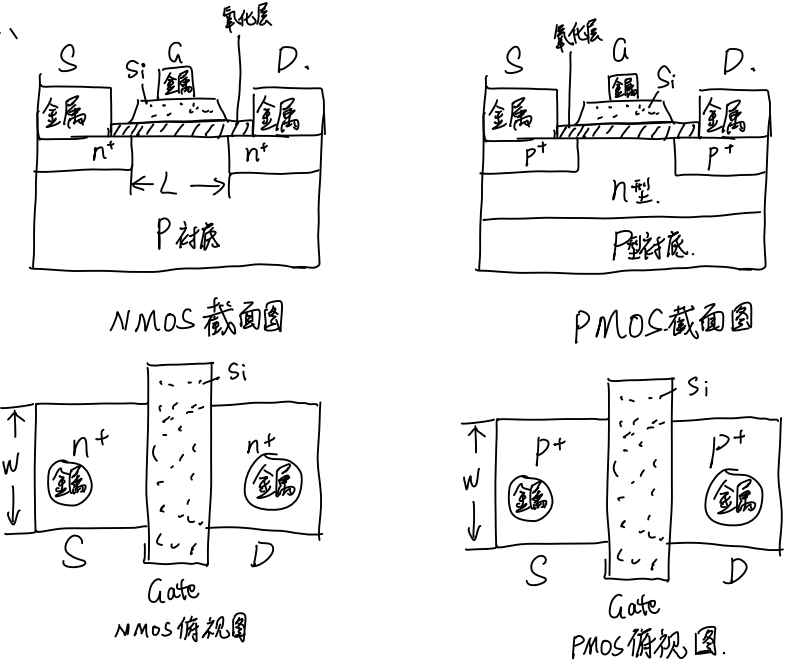 氧化层
S G D.
Si
金属 金属 金属
n+ n+
L
P衬底
NMOS截面图
氧化层
S G D.
Si
金属 金属 金属
p+ p+
n型.
P型衬底.
PMOS截面图
Si
W n+ n+
金属 金属
S D
Gate
NMOS俯视图
Si
W p+ p+
金属 金属
S D
Gate
PMOS俯视图.